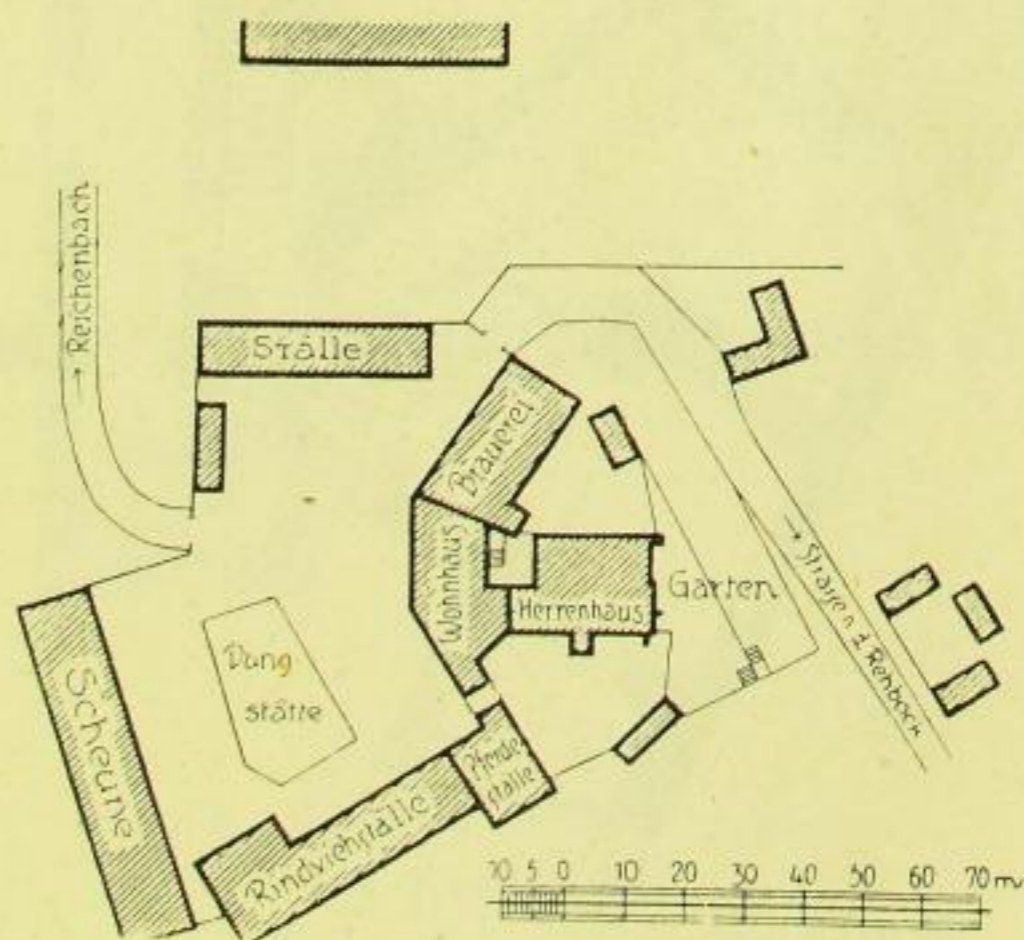 → Reichenbach
Ställe
Brauerei
Wohnhaus
Herrenhaus
Garten
→ Straße n. d. Rehbock
Dung
stätte
Scheune
Pferde
ställe
Rindviehställe
10 5 0 10 20 30 40 50 60 70 m